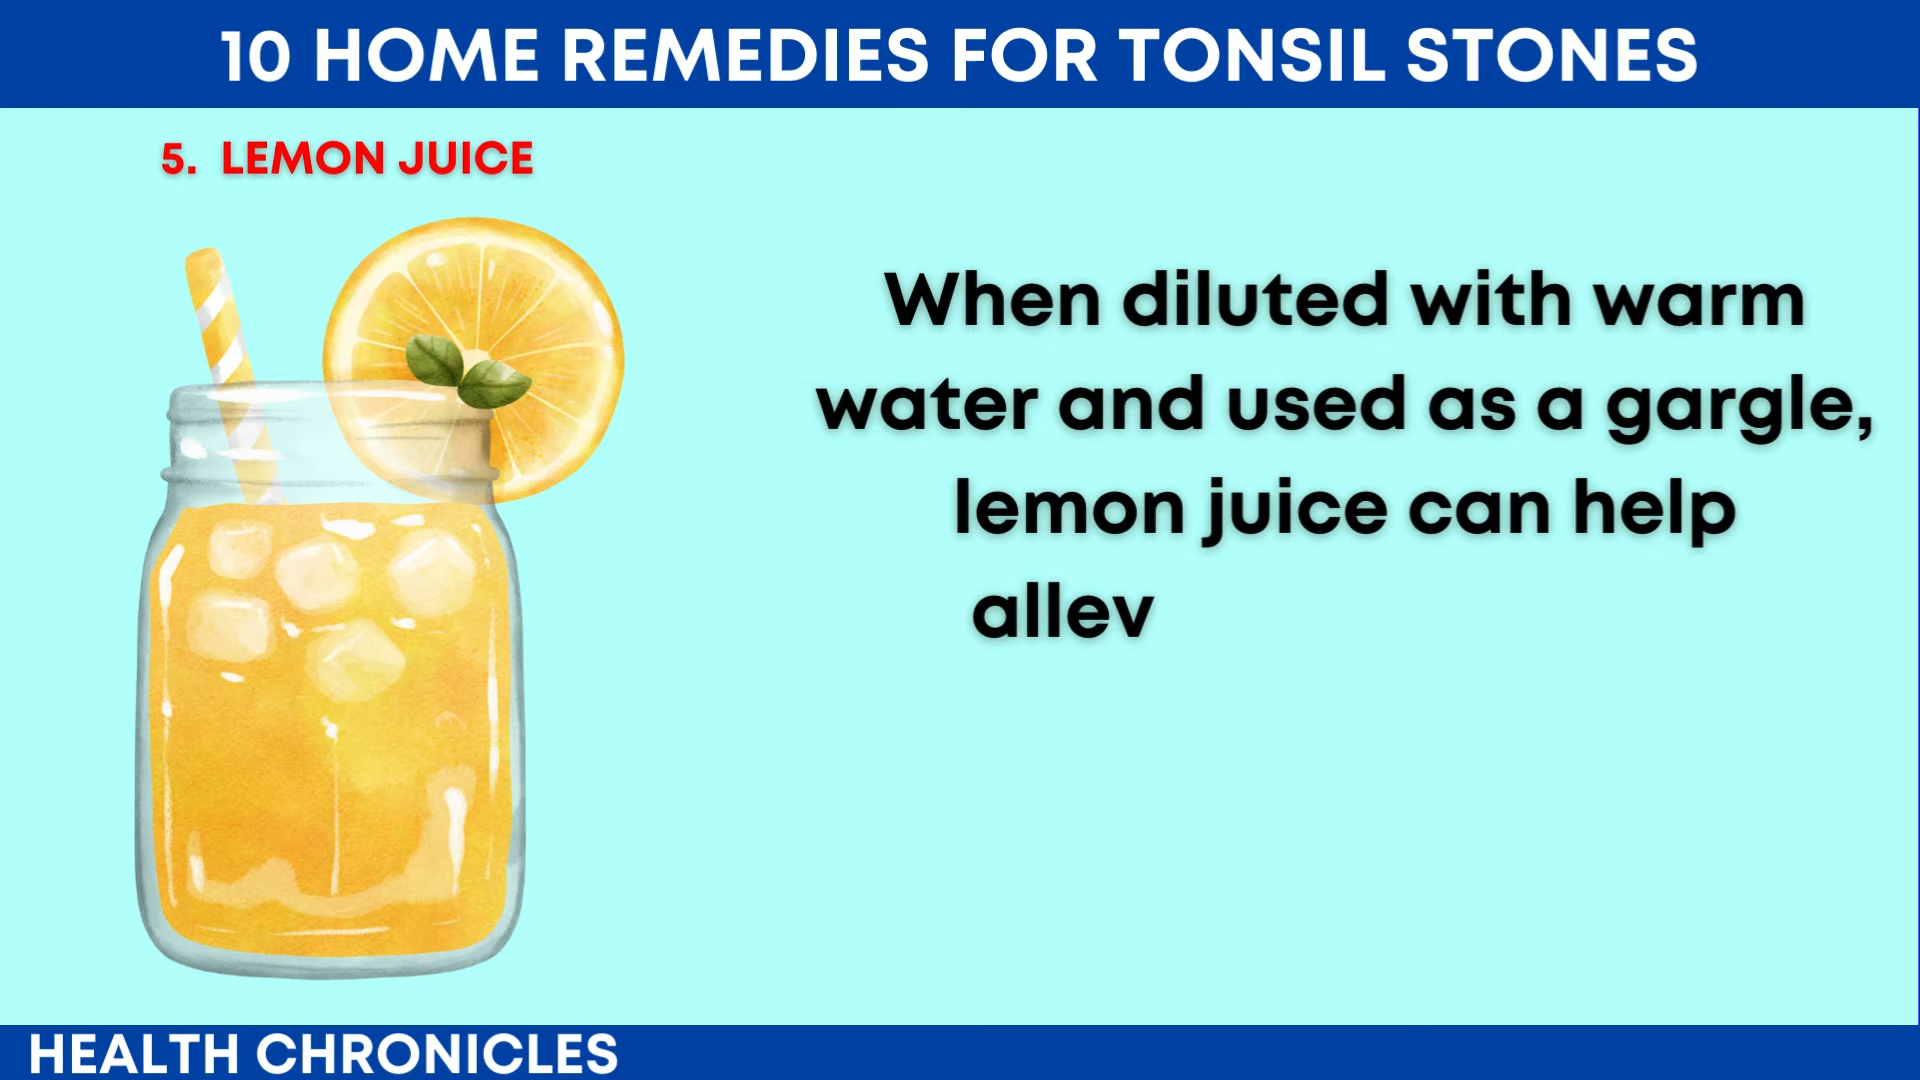 10 HOME REMEDIES FOR TONSIL STONES
5. LEMON JUICE
When diluted with warm
water and used as a gargle,
lemon juice can help
allev
HEALTH CHRONICLES